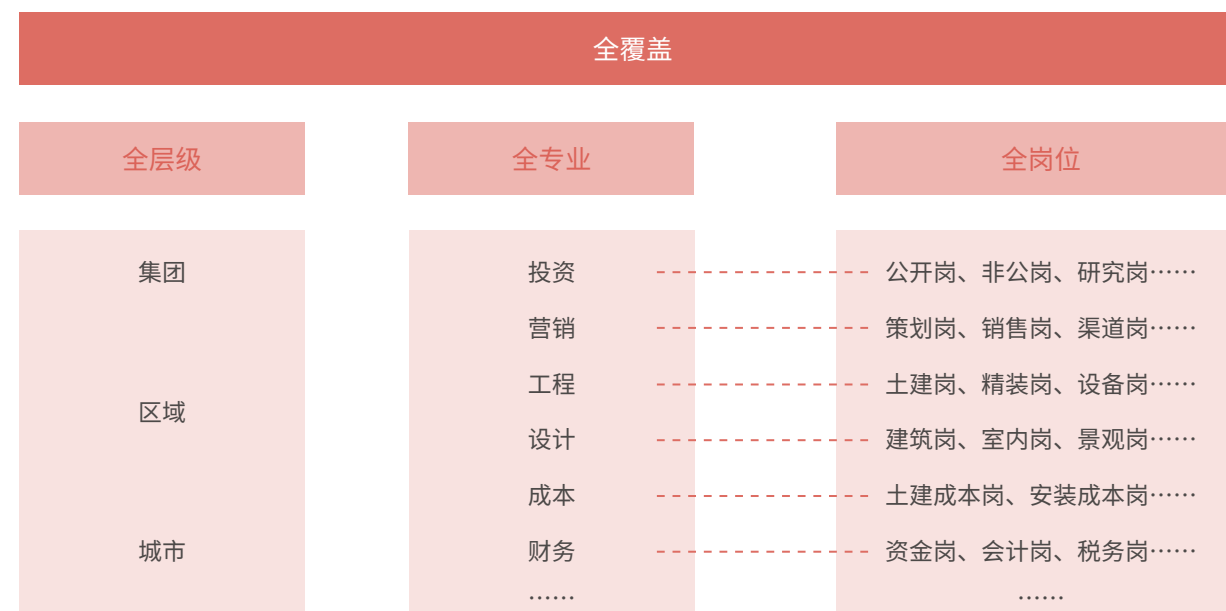 全覆盖
全层级
全专业
全岗位
集团
区域
城市
投资
营销
工程
设计
成本
财务
……
公开岗、非公岗、研究岗……
策划岗、销售岗、渠道岗……
土建岗、精装岗、设备岗……
建筑岗、室内岗、景观岗……
土建成本岗、安装成本岗……
资金岗、会计岗、税务岗……
……